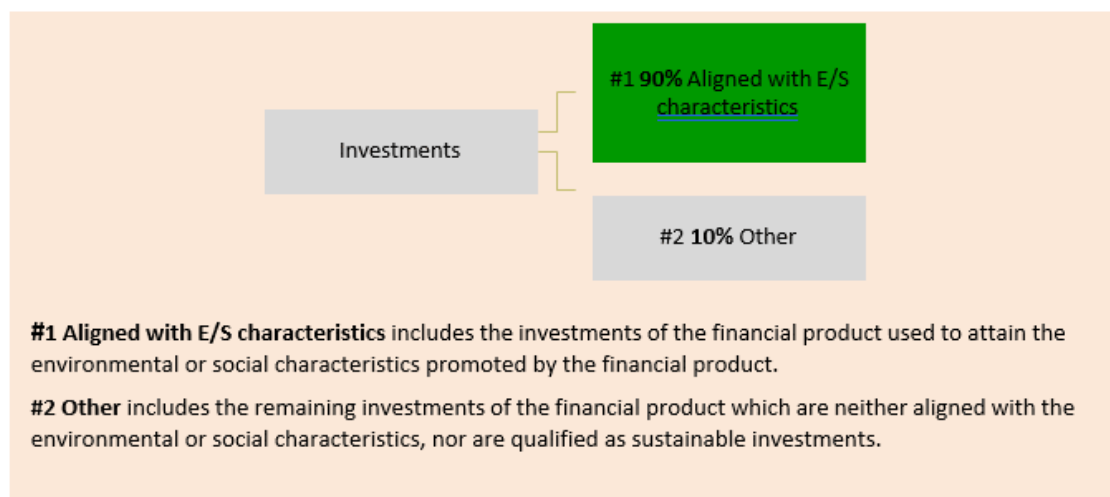 #1 90% Aligned with E/S
characteristics
Investments
#2 10% Other
#1 Aligned with E/S characteristics includes the investments of the financial product used to attain the
environmental or social characteristics promoted by the financial product.
#2 Other includes the remaining investments of the financial product which are neither aligned with the
environmental or social characteristics, nor are qualified as sustainable investments.